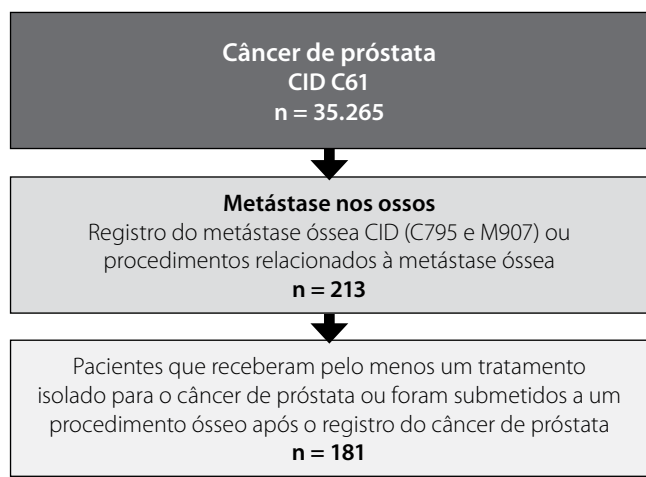 Câncer de próstata
CID C61
n = 35.265
Metástase nos ossos
Registro do metástase óssea CID (C795 e M907) ou
procedimentos relacionados à metástase óssea
n = 213
Pacientes que receberam pelo menos um tratamento
isolado para o câncer de próstata ou foram submetidos a um
procedimento ósseo após o registro do câncer de próstata
n = 181